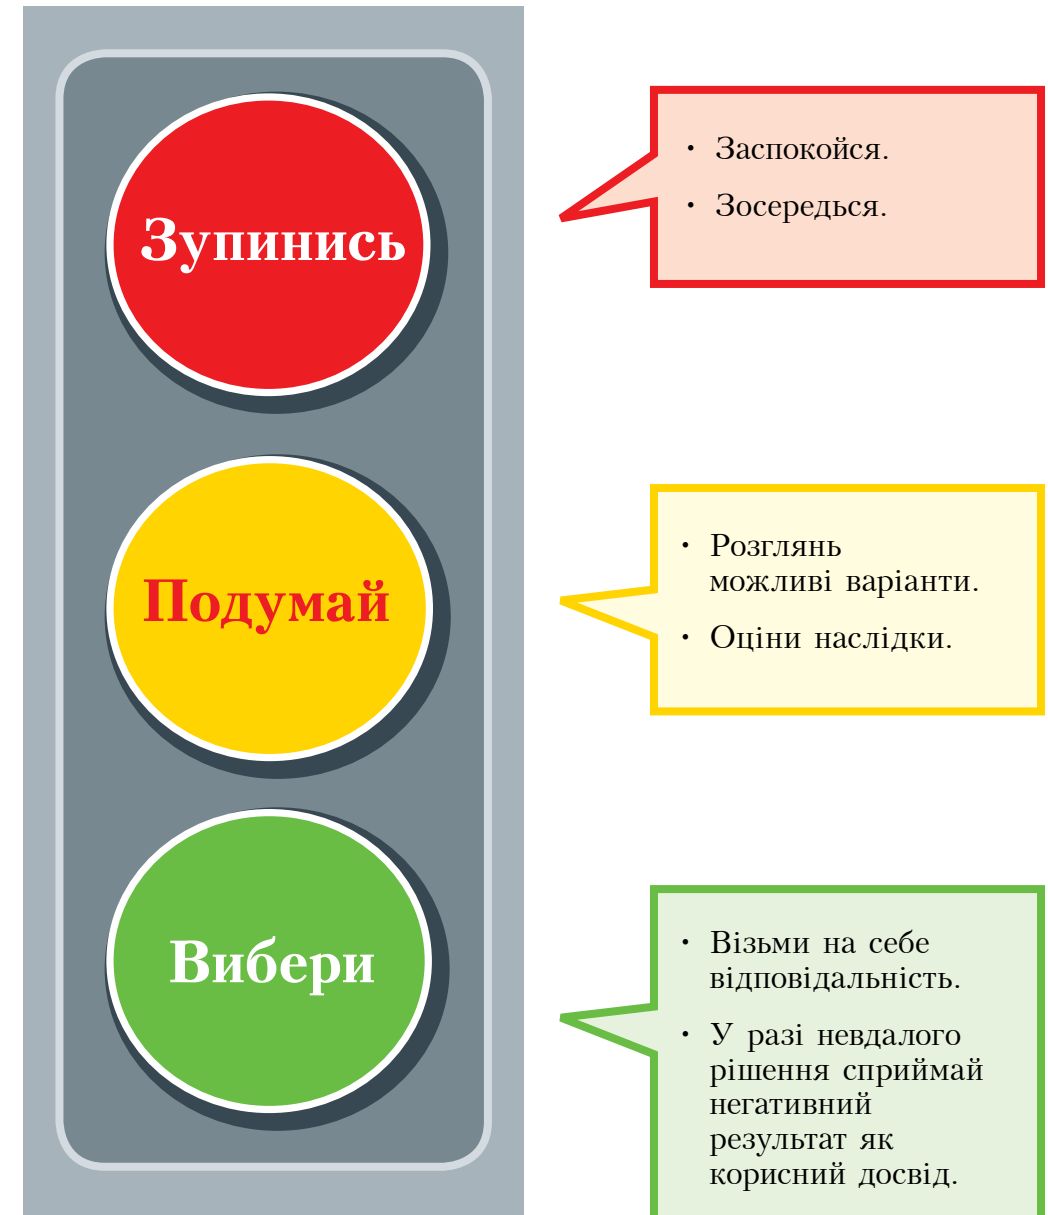 Зупинись
· Заспокойся.
· Зосередься.
Подумай
· Розглянь
можливі варіанти.
· Оціни наслідки.
Вибери
· Візьми на себе
відповідальність.
· У разі невдалого
рішення сприймай
негативний
результат як
корисний досвід.